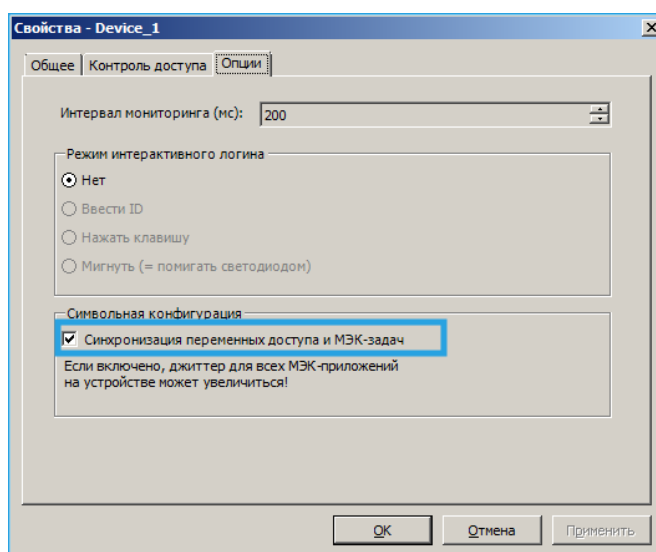 Свойства - Device_1
Общее Контроль доступа Опции
Интервал мониторинга (мс): 200
Режим интерактивного логина
Нет
Ввести ID
Нажать клавишу
Мигнуть (= помигать светодиодом)
Символьная конфигурация
Синхронизация переменных доступа и МЭК-задач
Если включено, джиттер для всех МЭК-приложений
на устройстве может увеличиться!
OK Отмена Применить